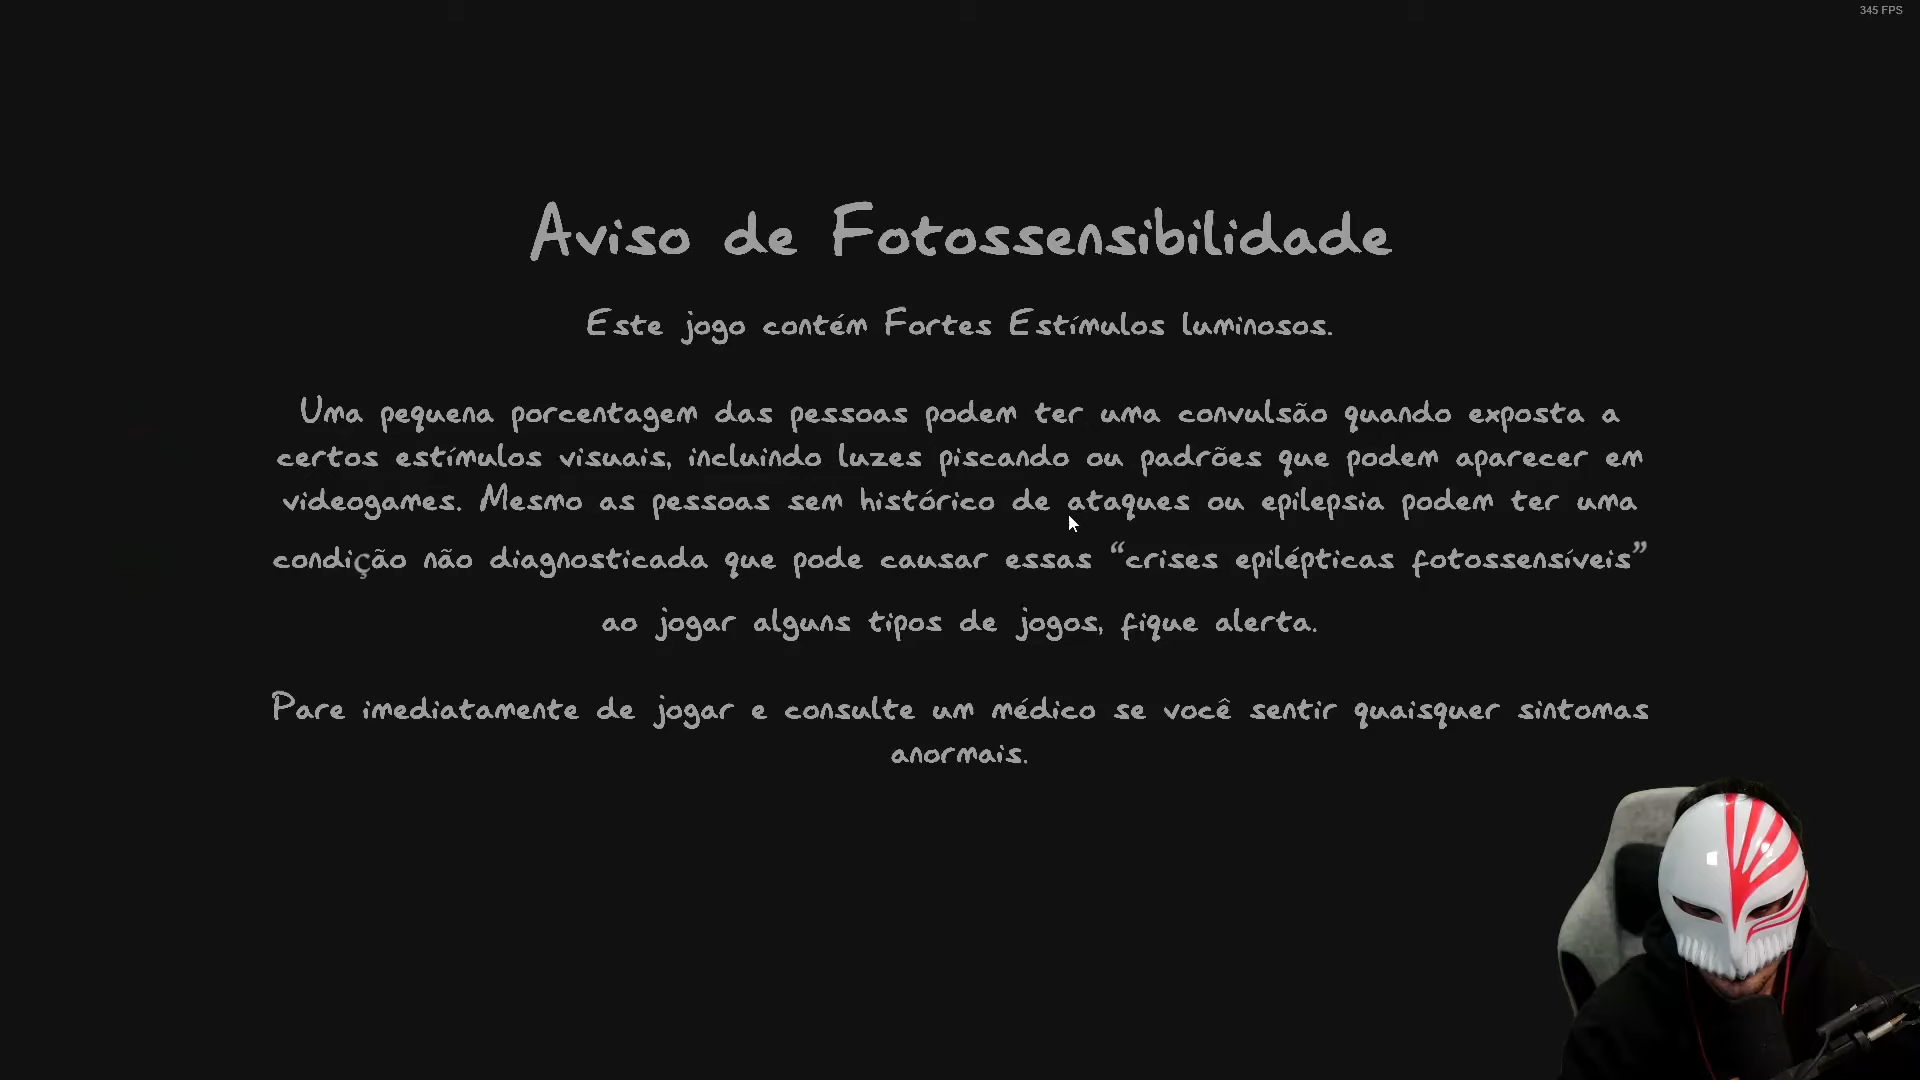 345 FPS
Aviso de Fotossensibilidade
Este jogo contém Fortes Estímulos luminosos.
Uma pequena porcentagem das pessoas podem ter uma convulsão quando exposta a
certos estímulos visuais, incluindo luzes piscando ou padrões que podem aparecer em
videogames. Mesmo as pessoas sem histórico de ataques ou epilepsia podem ter uma
condição não diagnosticada que pode causar essas “crises epilépticas fotossensíveis”
ao jogar alguns tipos de jogos, fique alerta.
Pare imediatamente de jogar e consulte um médico se você sentir quaisquer sintomas
anormais.